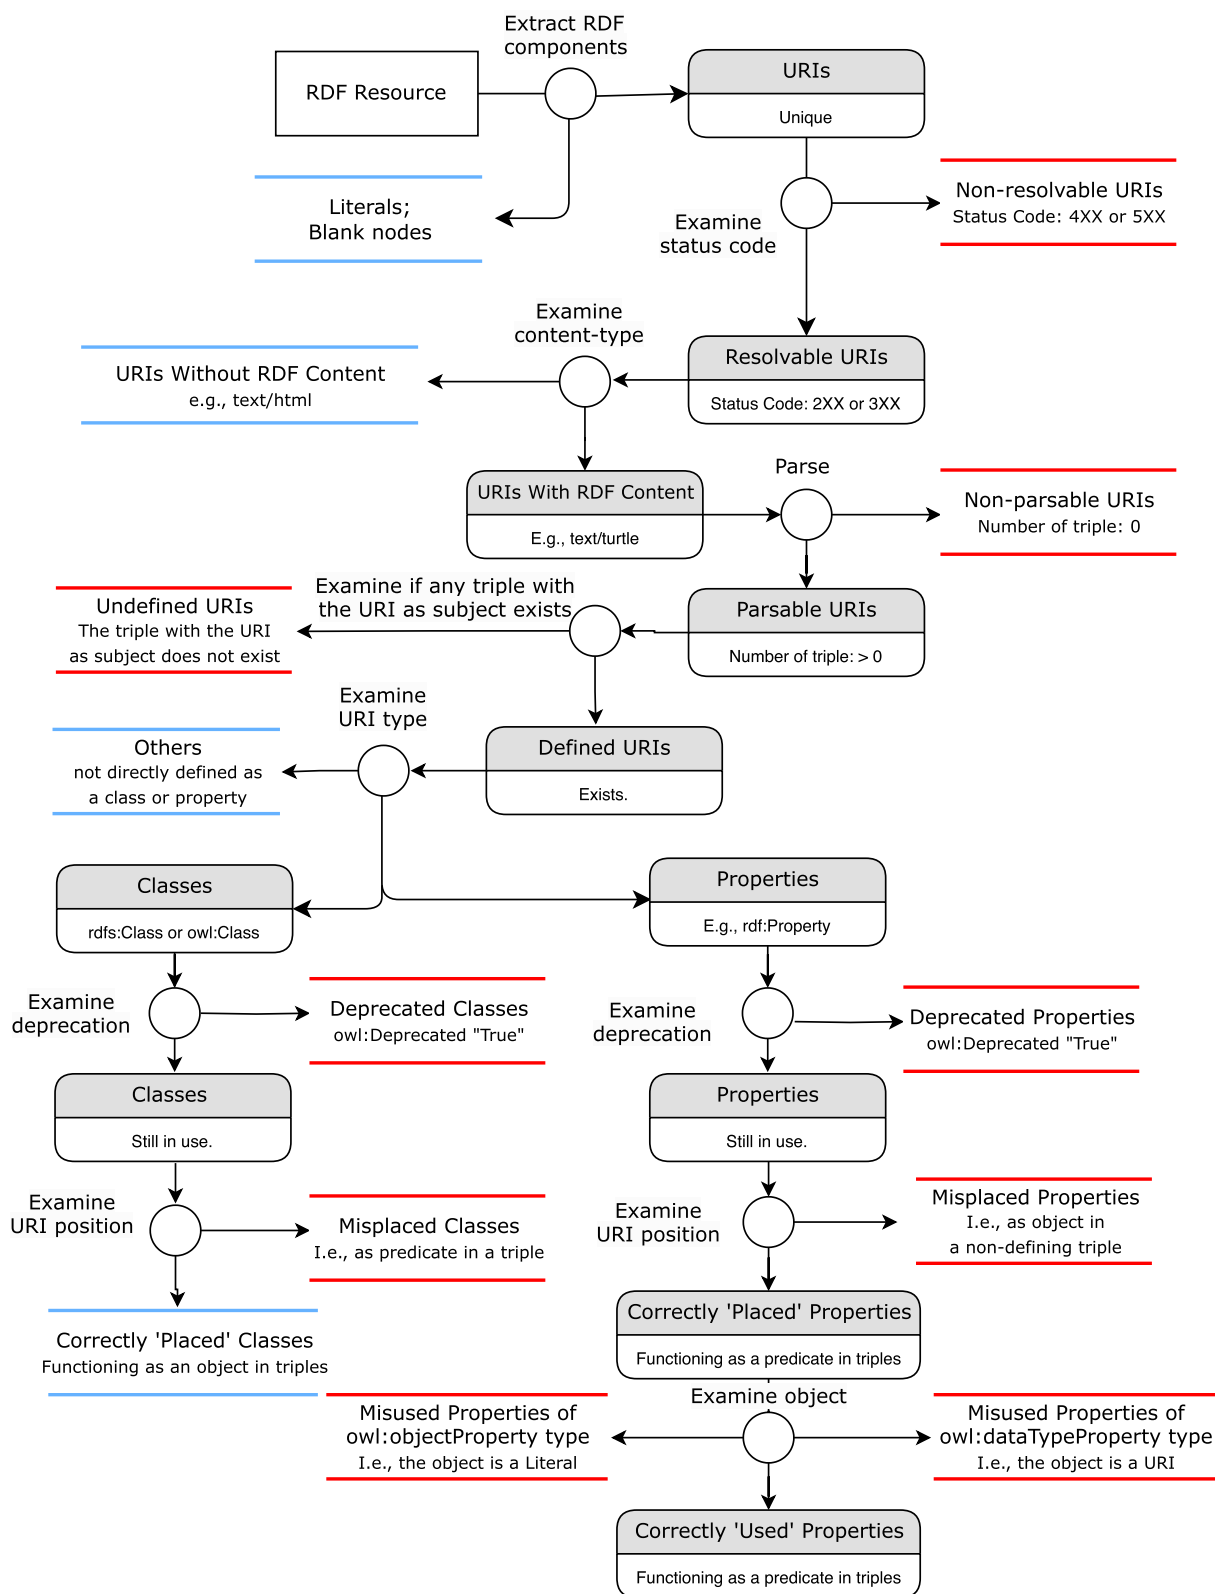 Extract RDF
components
RDF Resource
URIs
Unique
Literals;
Blank nodes
Examine
status code
Non-resolvable URIs
Status Code: 4XX or 5XX
Examine
content-type
URIs Without RDF Content
e.g., text/html
Resolvable URIs
Status Code: 2XX or 3XX
URIs With RDF Content
E.g., text/turtle
Parse
Non-parsable URIs
Number of triple: 0
Undefined URIs
The triple with the URI
as subject does not exist
Examine if any triple with
the URI as subject exists
Parsable URIs
Number of triple: > 0
Examine
URI type
Others
not directly defined as
a class or property
Defined URIs
Exists.
Classes
rdfs:Class or owl:Class
Properties
E.g., rdf:Property
Examine
deprecation
Deprecated Classes
owl:Deprecated "True"
Examine
deprecation
Deprecated Properties
owl:Deprecated "True"
Classes
Still in use.
Properties
Still in use.
Examine
URI position
Misplaced Classes
I.e., as predicate in a triple
Examine
URI position
Misplaced Properties
I.e., as object in
a non-defining triple
Correctly 'Placed' Classes
Functioning as an object in triples
Correctly 'Placed' Properties
Functioning as a predicate in triples
Examine object
Misused Properties of
owl:objectProperty type
I.e., the object is a Literal
Misused Properties of
owl:dataTypeProperty type
I.e., the object is a URI
Correctly 'Used' Properties
Functioning as a predicate in triples